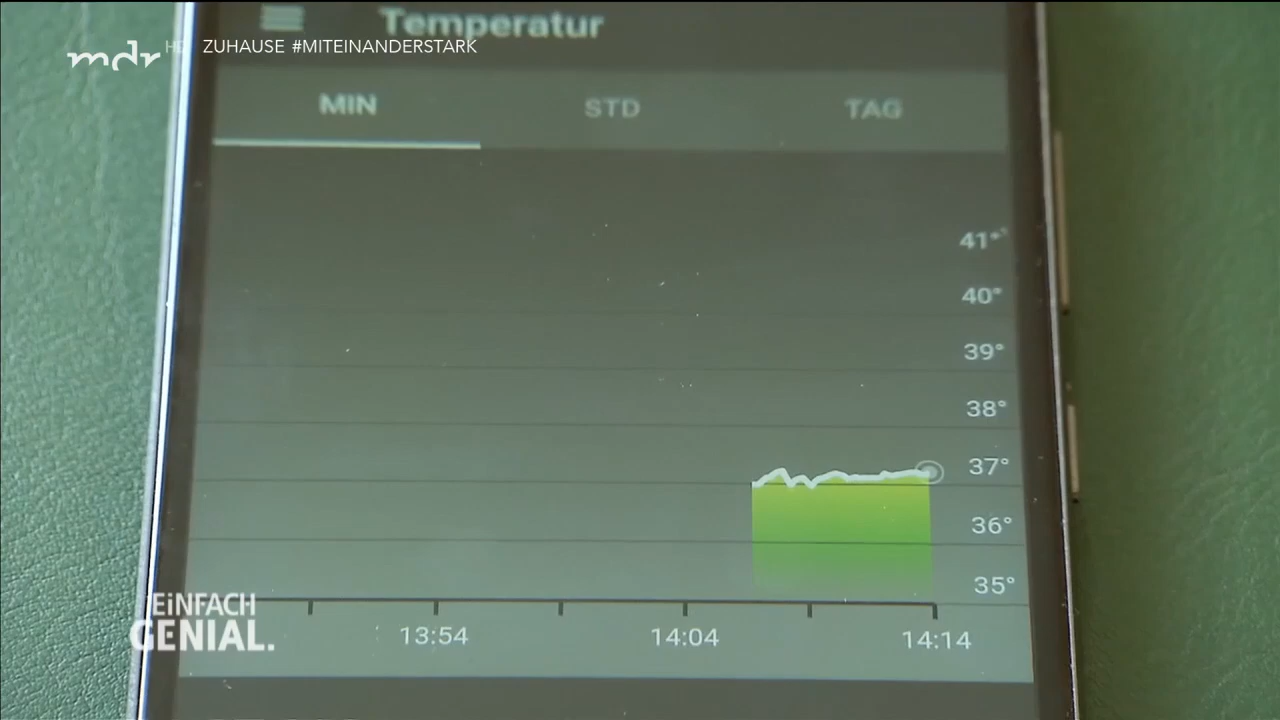 Temperatur
mdr HD ZUHAUSE #MITEINANDERSTARK
MIN STD TAG
41°
40°
39°
38°
37°
36°
35°
13:54 14:04 14:14
EiNFACH
GENIAL.